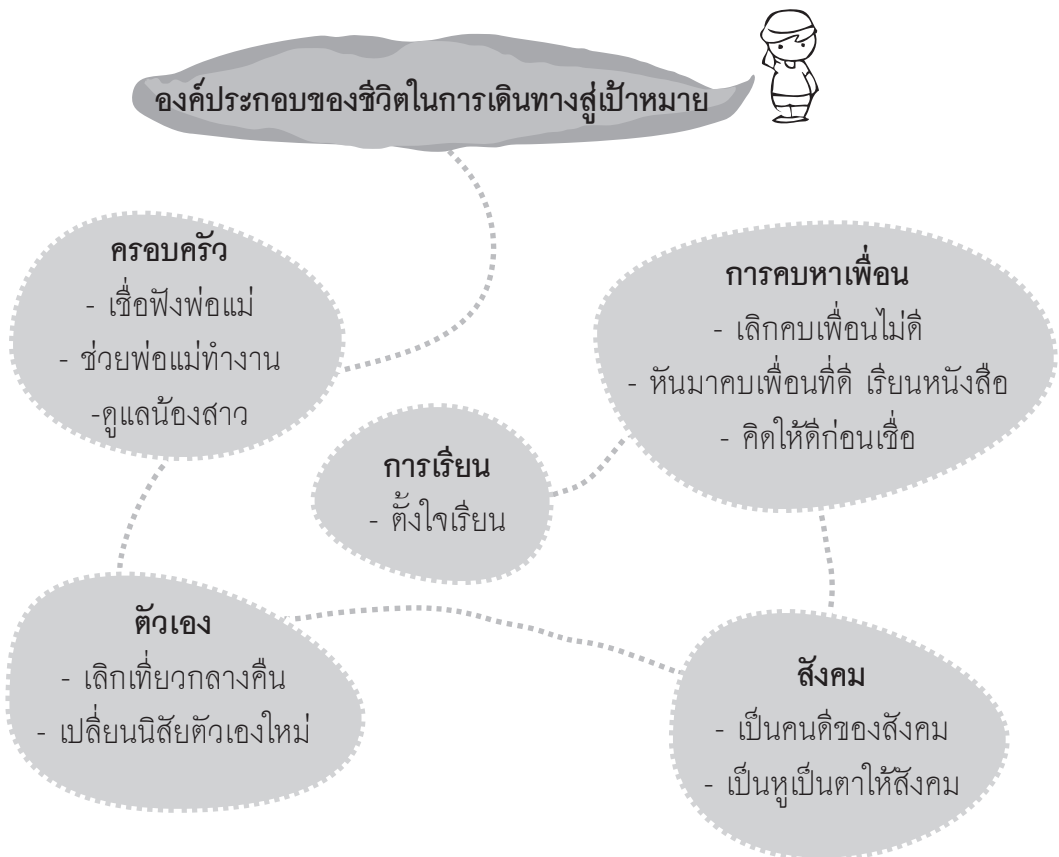 องค์ประกอบของชีวิตในการเดินทางสู่เป้าหมาย
ครอบครัว
- เชื่อฟังพ่อแม่
- ช่วยพ่อแม่ทำงาน
-ดูแลน้องสาว
การคบหาเพื่อน
- เลิกคบเพื่อนไม่ดี
- หันมาคบเพื่อนที่ดี เรียนหนังสือ
- คิดให้ดีก่อนเชื่อ
การเรียน
- ตั้งใจเรียน
ตัวเอง
- เลิกเที่ยวกลางคืน
- เปลี่ยนนิสัยตัวเองใหม่
สังคม
- เป็นคนดีของสังคม
- เป็นหูเป็นตาให้สังคม